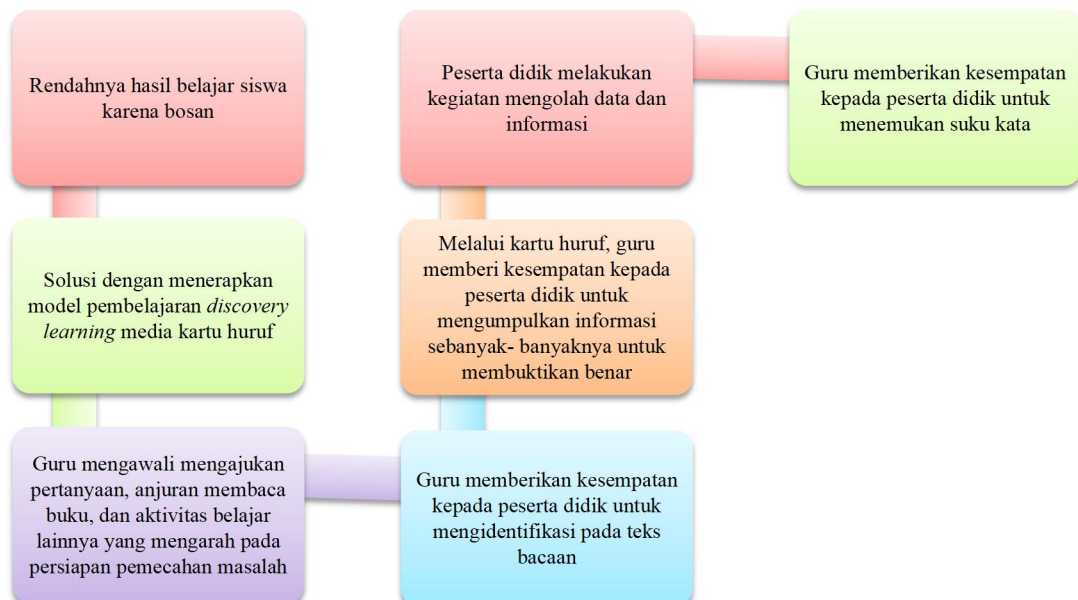 Rendahnya hasil belajar siswa
karena bosan
Solusi dengan menerapkan
model pembelajaran discovery
learning media kartu huruf
Guru mengawali mengajukan
pertanyaan, anjuran membaca
buku, dan aktivitas belajar
lainnya yang mengarah pada
persiapan pemecahan masalah
Guru memberikan kesempatan
kepada peserta didik untuk
mengidentifikasi pada teks
bacaan
Melalui kartu huruf, guru
memberi kesempatan kepada
peserta didik untuk
mengumpulkan informasi
sebanyak- banyaknya untuk
membuktikan benar
Peserta didik melakukan
kegiatan mengolah data dan
informasi
Guru memberikan kesempatan
kepada peserta didik untuk
menemukan suku kata